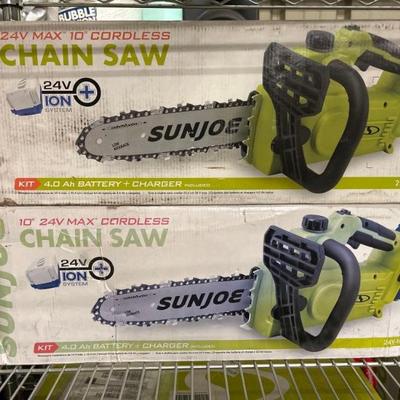 BUBBLE
24V MAX 10" CORDLESS
CHAIN SAW
24V
ION+
SYSTEM
SUNJOE
KIT 4.0 Ah BATTERY + CHARGER INCLUDED
SUNJOE
10" 24V MAX* CORDLESS
CHAIN SAW
24V
ION+
SYSTEM
SUNJOE
KIT 4.0 Ah BATTERY + CHARGER INCLUDED